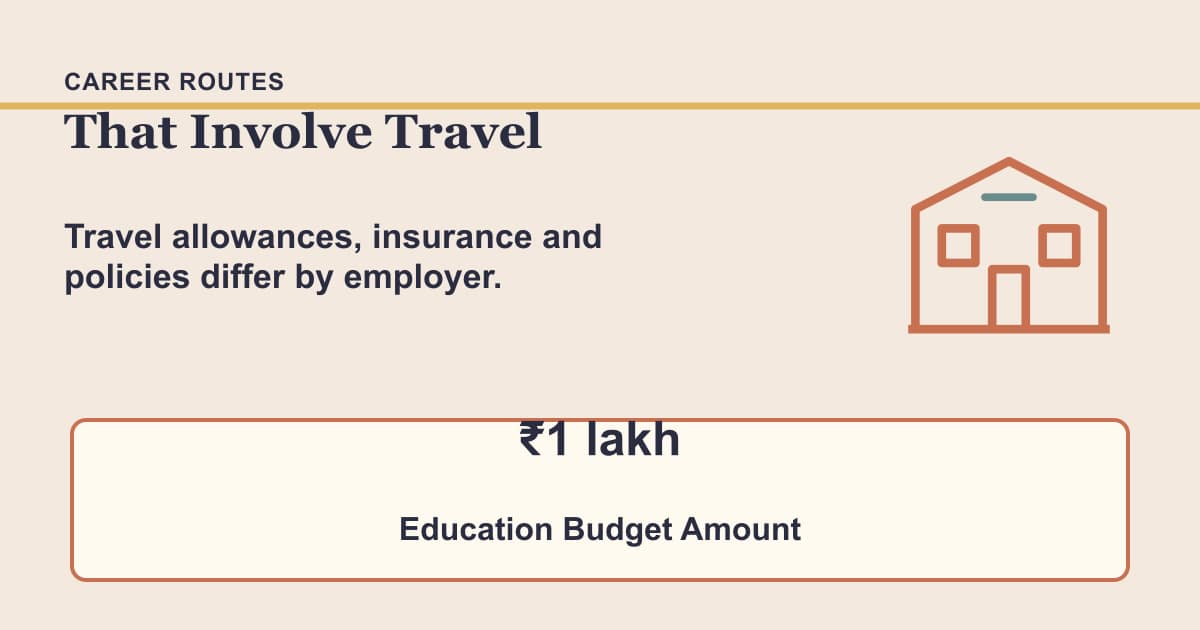 CAREER ROUTES
That Involve Travel
Travel allowances, insurance and
policies differ by employer.
₹1 lakh
Education Budget Amount